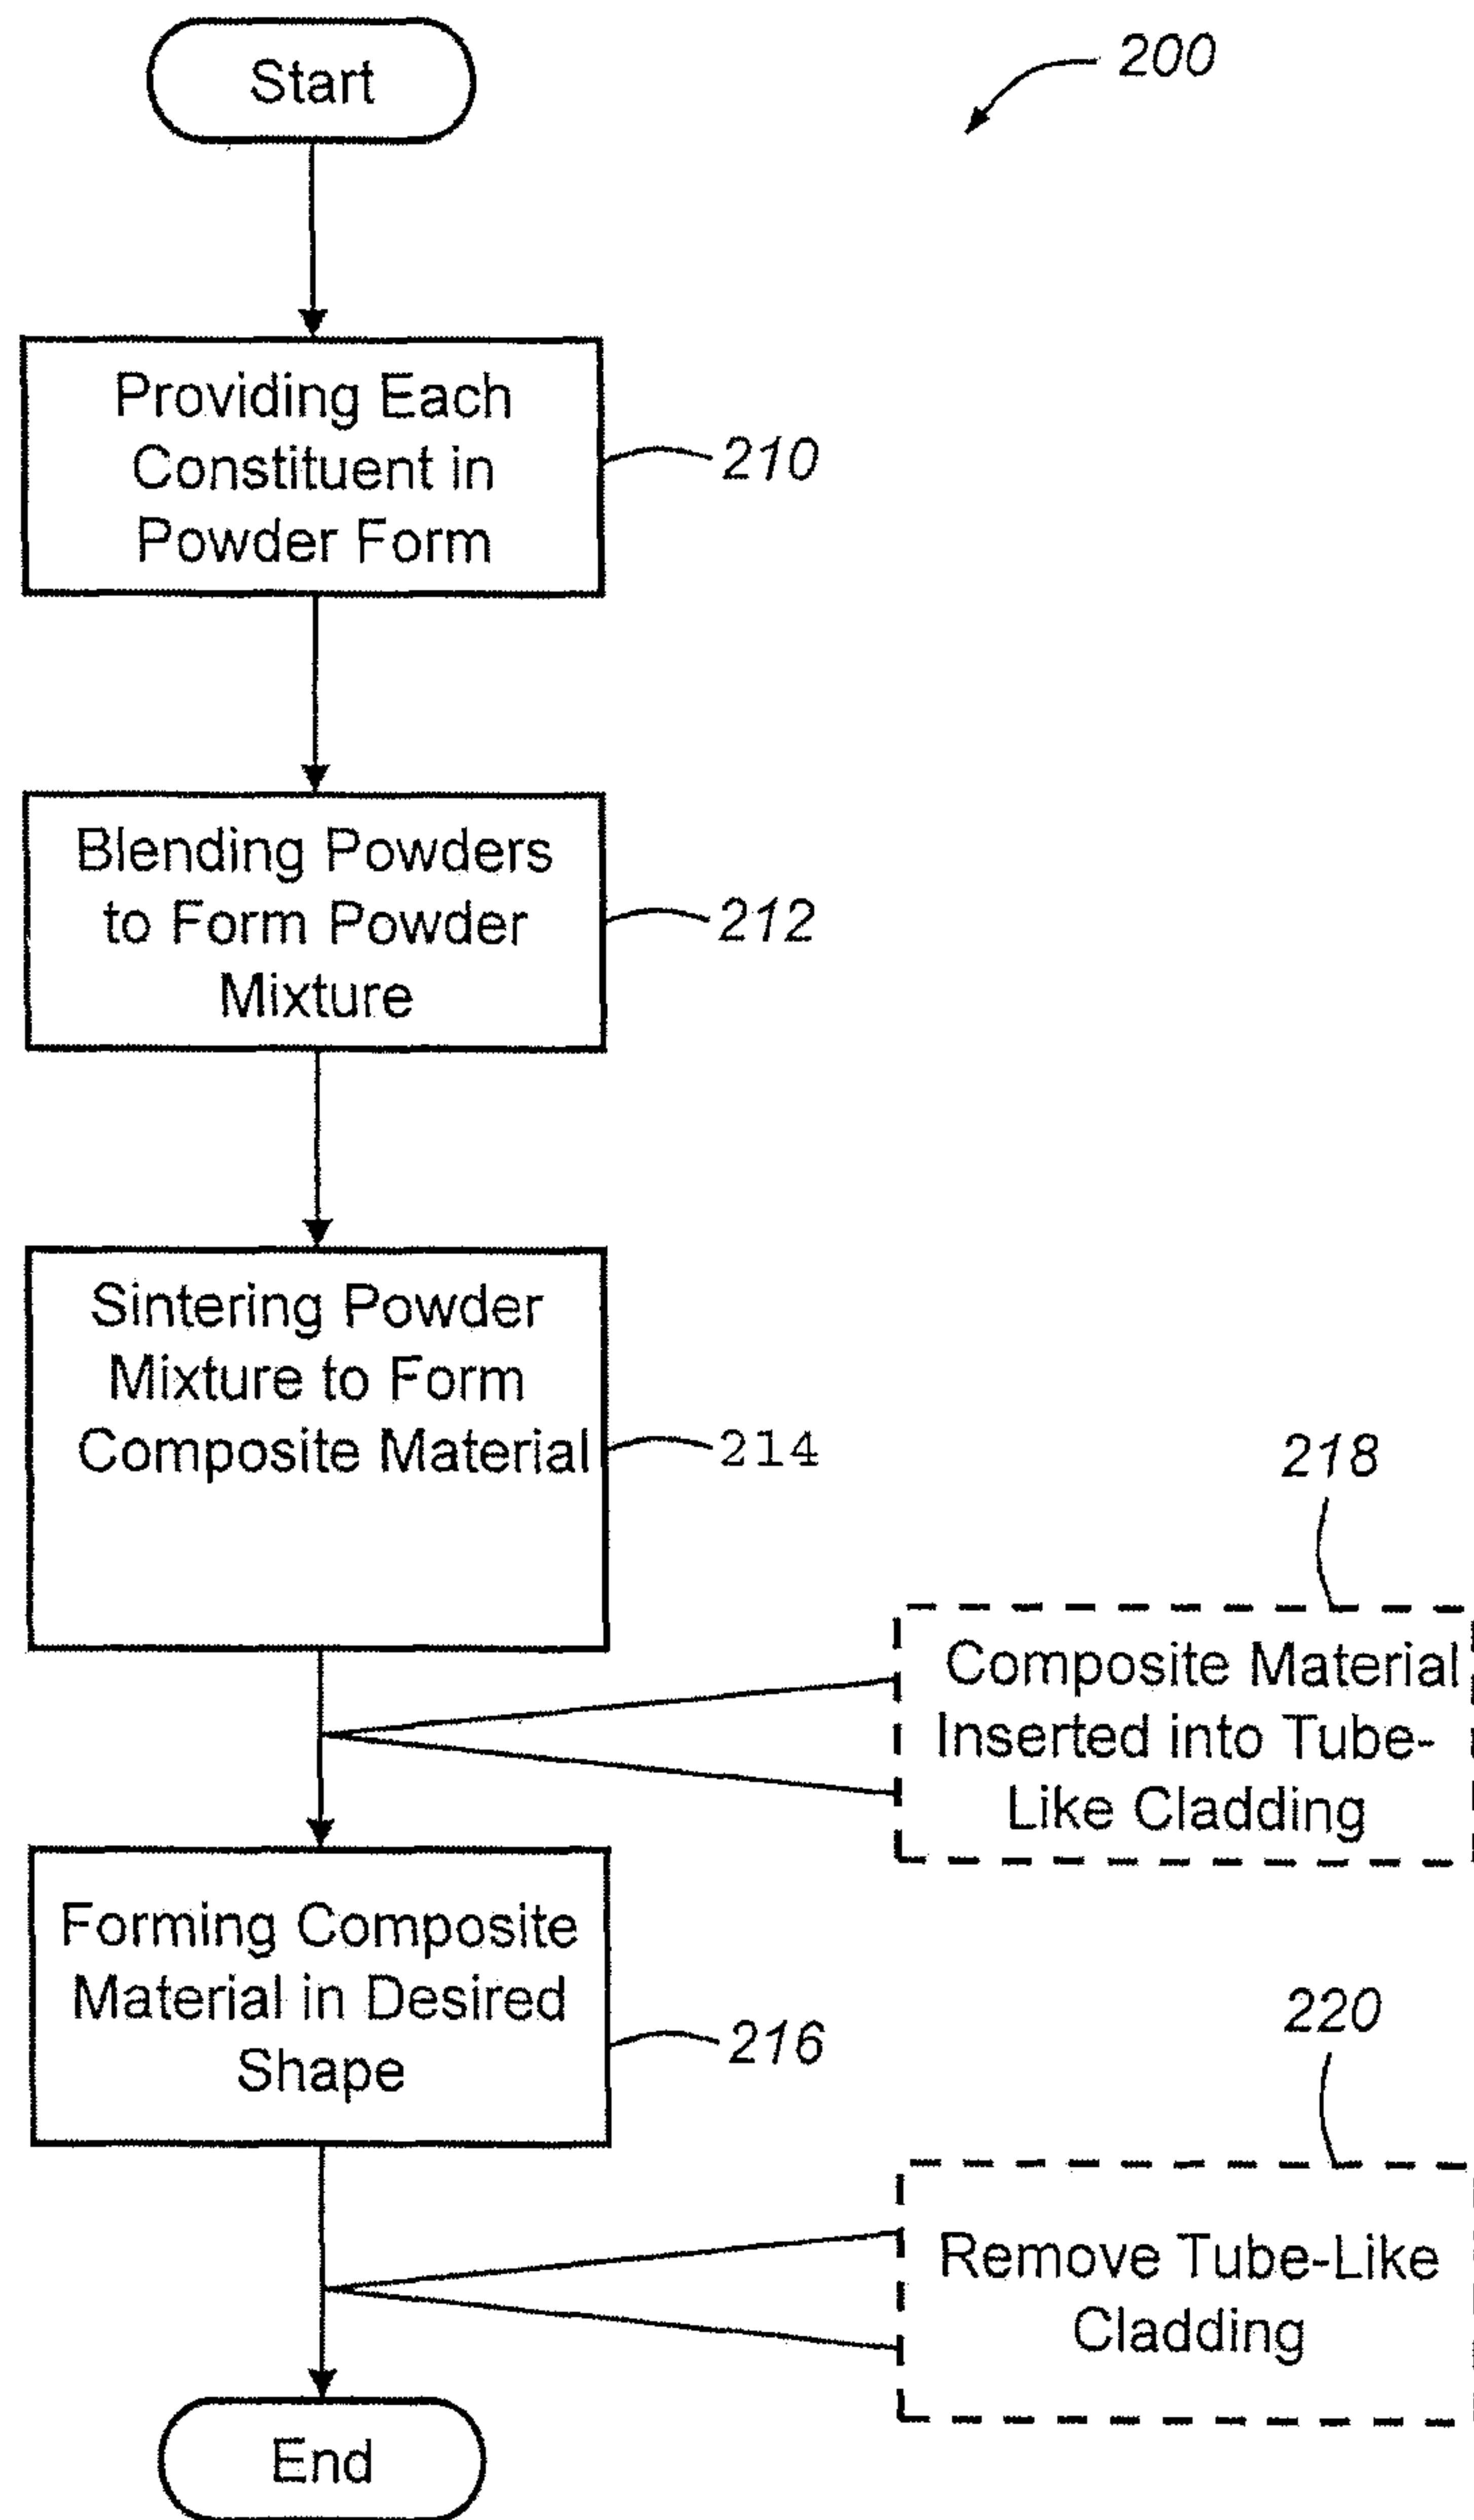 Start
200
Providing Each
Constituent in
Powder Form
210
Blending Powders
to Form Powder
Mixture
212
Sintering Powder
Mixture to Form
Composite Material
214
218
Composite Material
Inserted into Tube-
Like Cladding
Forming Composite
Material in Desired
Shape
216
220
Remove Tube-Like
Cladding
End